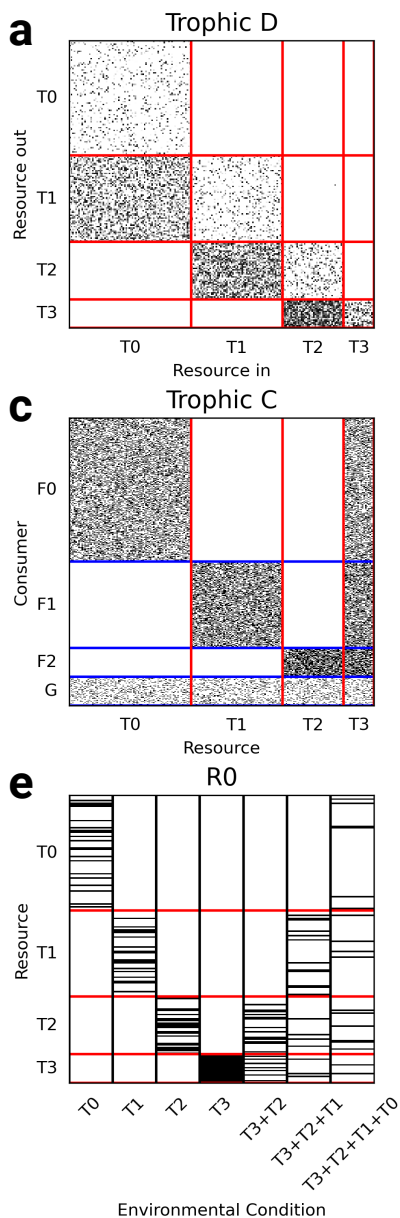 a
Trophic D
Resource out
T0
T1
T2
T3
T0 T1 T2 T3
Resource in
c
Trophic C
Consumer
F0
F1
F2
G
T0 T1 T2 T3
Resource
e
R0
Resource
T0
T1
T2
T3
T0 T1 T2 T3 T3+T2 T3+T2+T1 T3+T2+T1+T0
Environmental Condition